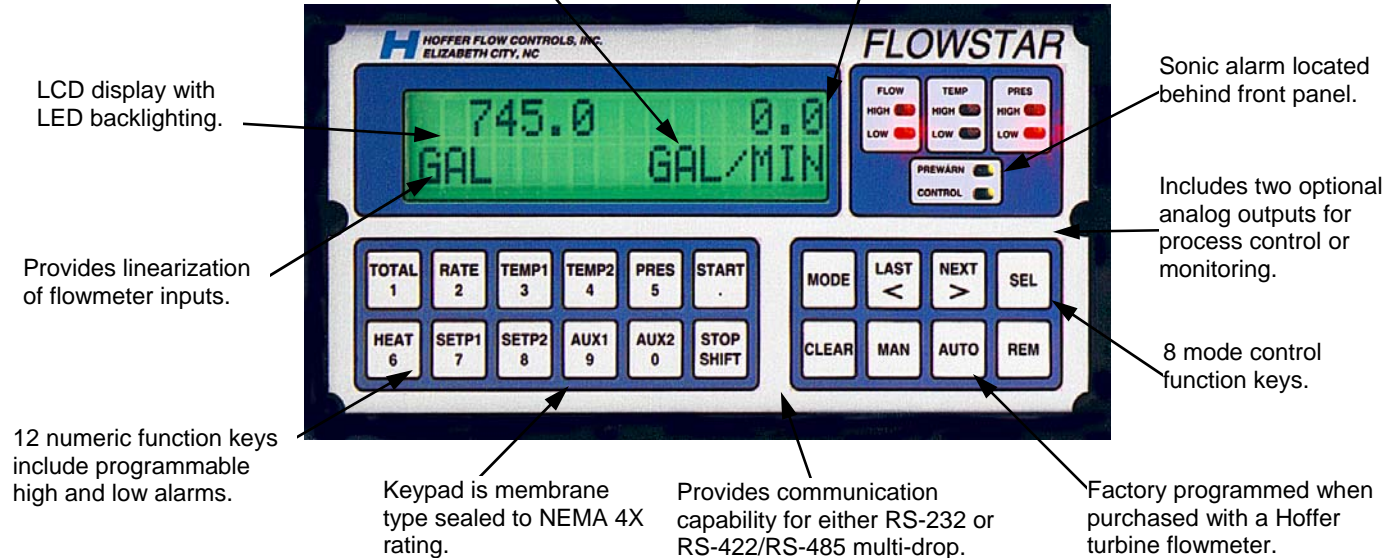 HOFFER FLOW CONTROLS, INC.
ELIZABETH CITY, NC
FLOWSTAR
LCD display with
LED backlighting.
745.0 0.0
GAL GAL/MIN
FLOW TEMP PRES
HIGH HIGH HIGH
LOW LOW LOW
PREWARN
CONTROL
Sonic alarm located
behind front panel.
Includes two optional
analog outputs for
process control or
monitoring.
Provides linearization
of flowmeter inputs.
TOTAL RATE TEMP1 TEMP2 PRES START
1 2 3 4 5 .
HEAT SETP1 SETP2 AUX1 AUX2 STOP
6 7 8 9 0 SHIFT
MODE LAST NEXT SEL
< >
CLEAR MAN AUTO REM
8 mode control
function keys.
12 numeric function keys
include programmable
high and low alarms.
Keypad is membrane
type sealed to NEMA 4X
rating.
Provides communication
capability for either RS-232 or
RS-422/RS-485 multi-drop.
Factory programmed when
purchased with a Hoffer
turbine flowmeter.